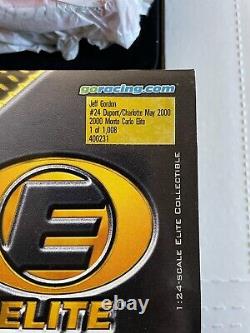 goracing.com
Jeff Gordon
#24 Dupont/Charlotte May 2000
2000 Monte Carlo Elite
1 of 1,008
400231
1:24-SCALE ELITE COLLECTIBLE
E
ELITE